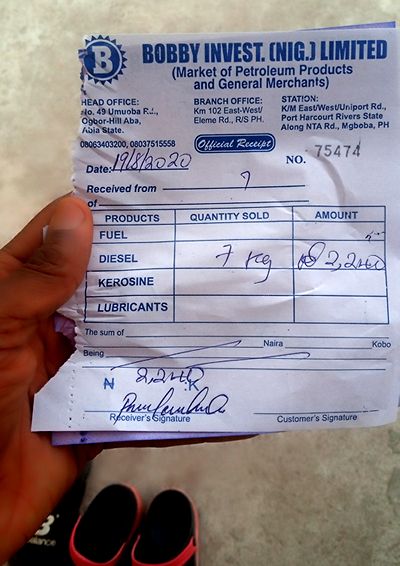 B
BOBBY INVEST. (NIG.) LIMITED
(Market of Petroleum Products
and General Merchants)
HEAD OFFICE:
No. 49 Umuoba Rd.,
Ogbor-Hill Aba,
Abia State.
08063403200, 08037515558
BRANCH OFFICE:
Km 102 East-West/
Eleme Rd., R/S PH.
STATION:
K/M East/West/Uniport Rd.,
Port Harcourt Rivers State
Along NTA Rd., Mgboba, PH
Official Receipt
NO. 75474
Date: 19/8/2020
Received from
of
PRODUCTS QUANTITY SOLD AMOUNT
FUEL
DIESEL 7 kg ₦ 2,240
KEROSINE
LUBRICANTS
The sum of
Naira Kobo
Being
₦ 2,240 K
Receiver's Signature Customer's Signature
B
balance